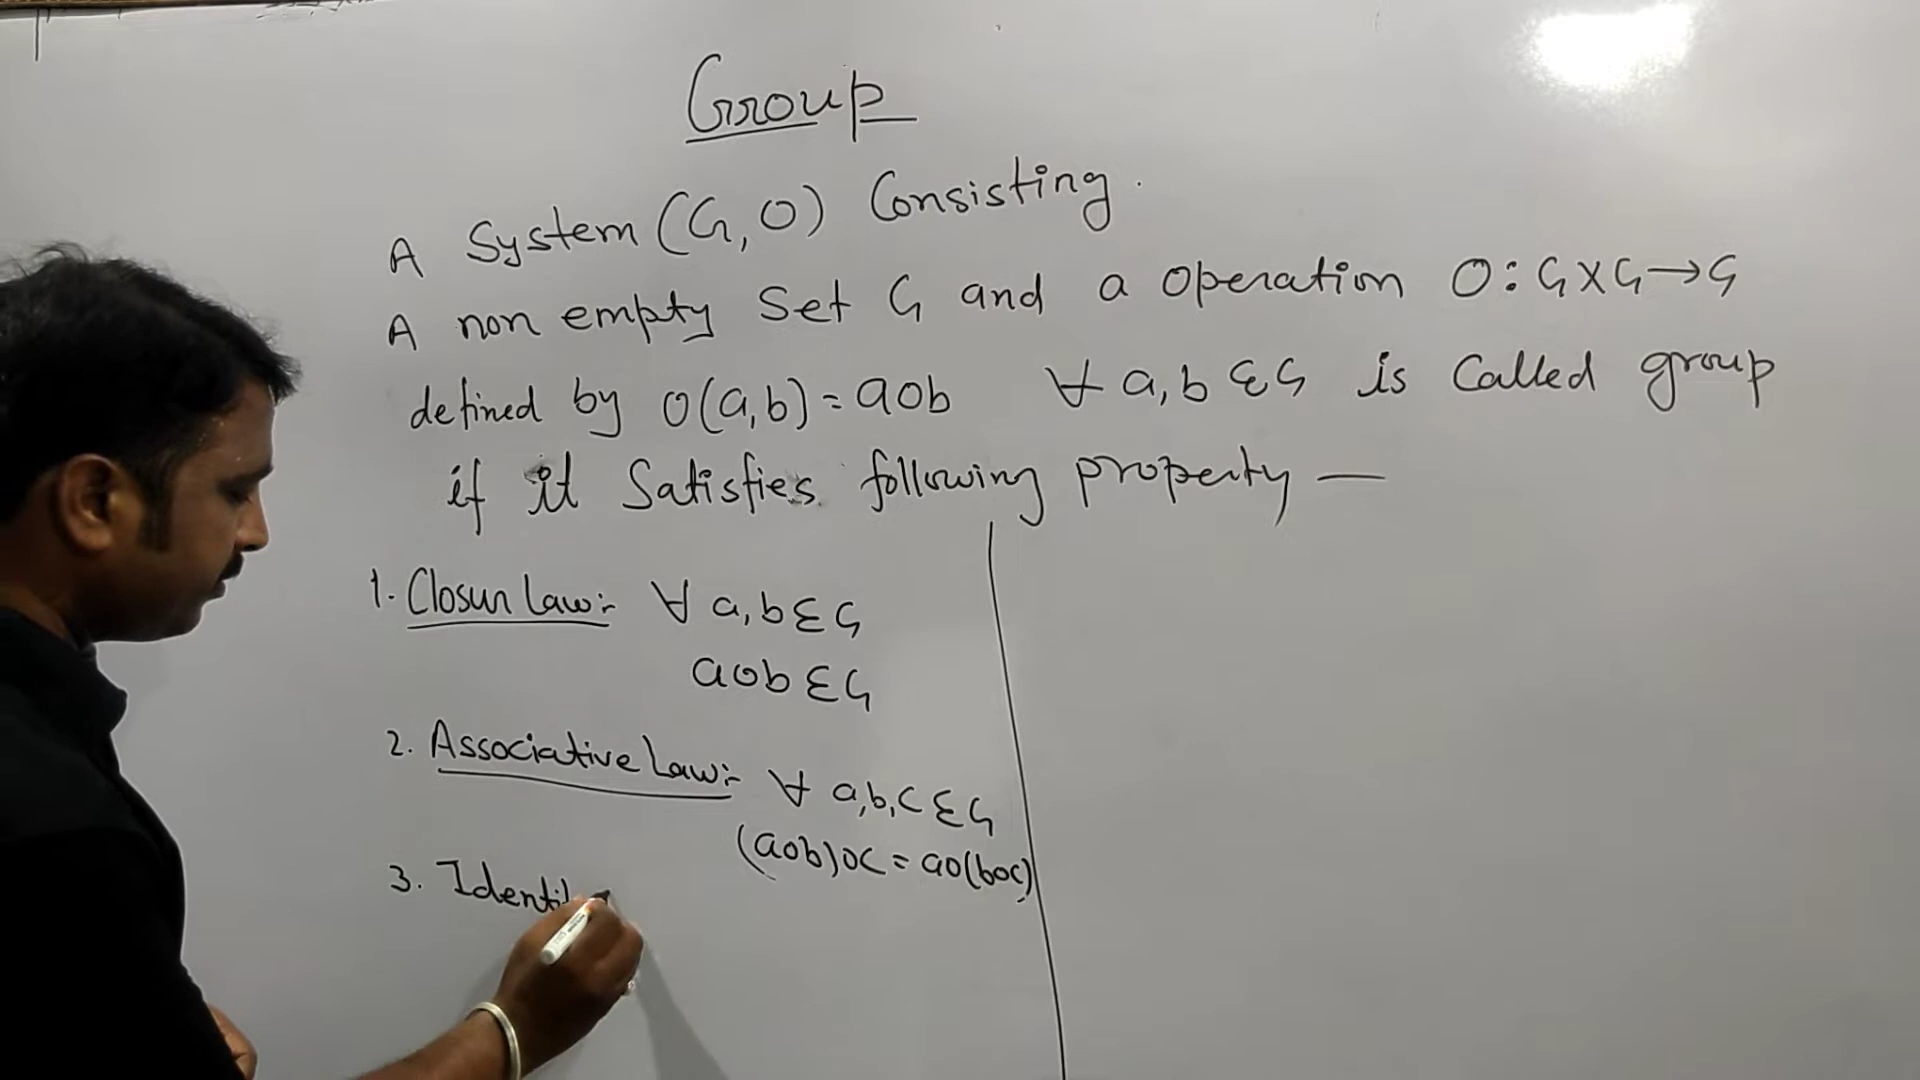 Group
A System (G, O) Consisting.
A non empty Set G and a operation O : G X G → G
defined by O(a,b) = aob ∀ a, b ε G is Called group
if it Satisfies following property —
1. Closur Law:- ∀ a, b ε G
aob ε G
2. Associative Law:- ∀ a, b, c ε G
(aob)oc = ao(boc)
3. Identi